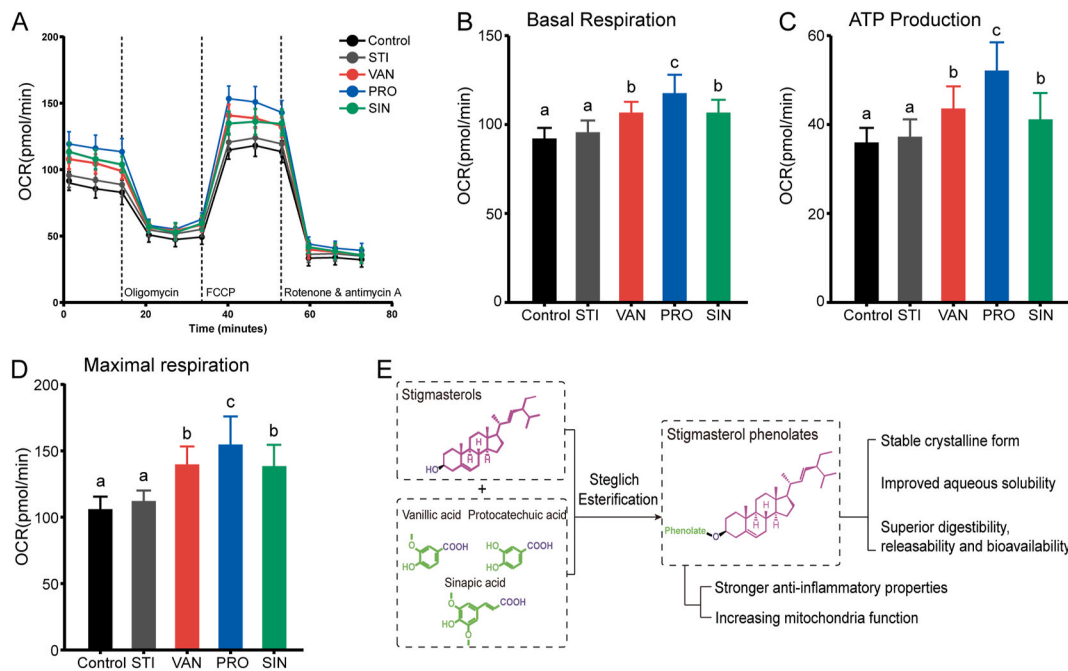 A
OCR(pmol/min)
200
150
100
50
0
0
20
40
60
80
Time (minutes)
Oligomycin
FCCP
Rotenone & antimycin A
Control
STI
VAN
PRO
SIN
B
Basal Respiration
OCR(pmol/min)
150
100
50
0
a
a
b
c
b
Control
STI
VAN
PRO
SIN
C
ATP Production
OCR(pmol/min)
60
40
20
0
a
a
b
c
b
Control
STI
VAN
PRO
SIN
D
Maximal respiration
OCR(pmol/min)
200
150
100
50
0
a
a
b
c
b
Control
STI
VAN
PRO
SIN
E
Stigmasterols
HO
H
H
H
+
Vanillic acid
Protocatechuic acid
O
COOH
HO
HO
COOH
HO
Sinapic acid
O
COOH
HO
O
Steglich
Esterification
Stigmasterol phenolates
Phenolate
O
H
H
H
Stable crystalline form
Improved aqueous solubility
Superior digestibility,
releasability and bioavailability
Stronger anti-inflammatory properties
Increasing mitochondria function